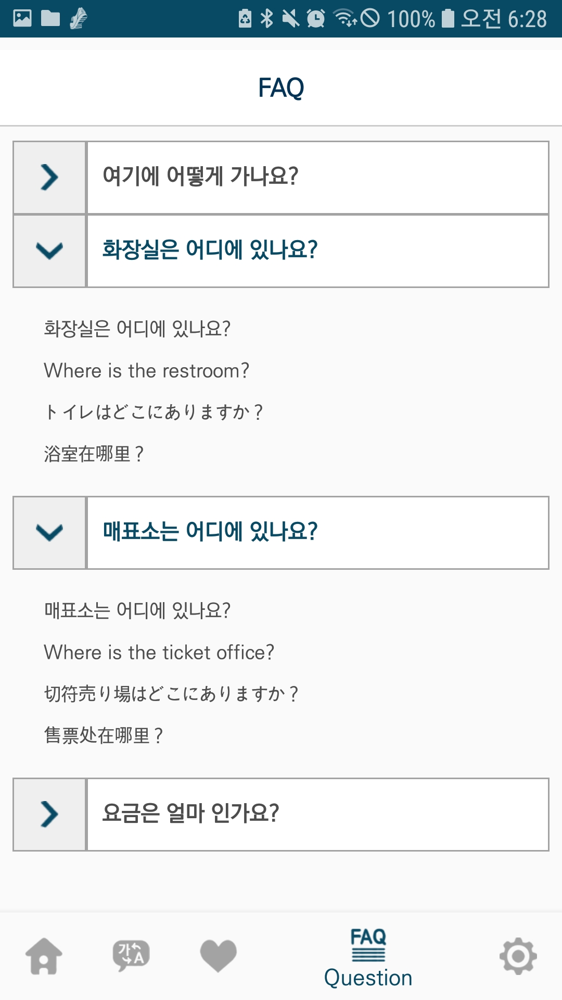 100% 오전 6:28
FAQ
여기에 어떻게 가나요?
화장실은 어디에 있나요?
화장실은 어디에 있나요?
Where is the restroom?
トイレはどこにありますか？
浴室在哪里？
매표소는 어디에 있나요?
매표소는 어디에 있나요?
Where is the ticket office?
切符売り場はどこにありますか？
售票处在哪里？
요금은 얼마 인가요?
가 A
FAQ
Question